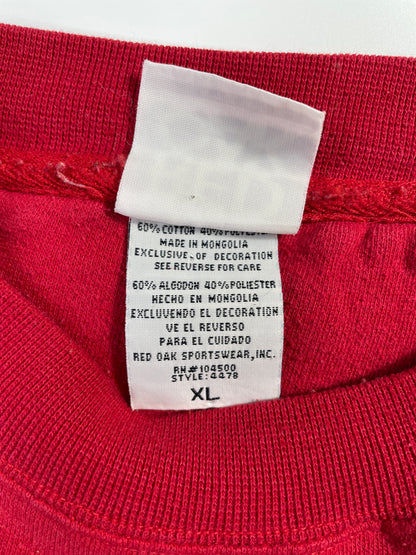 60% COTTON 40% POLYESTER
MADE IN MONGOLIA
EXCLUSIVE OF DECORATION
SEE REVERSE FOR CARE
60% ALGODON 40% POLIESTER
HECHO EN MONGOLIA
EXCLUVENDO EL DECORATION
VE EL REVERSO
PARA EL CUIDADO
RED OAK SPORTSWEAR, INC.
RN#104500
STYLE: 4478
XL